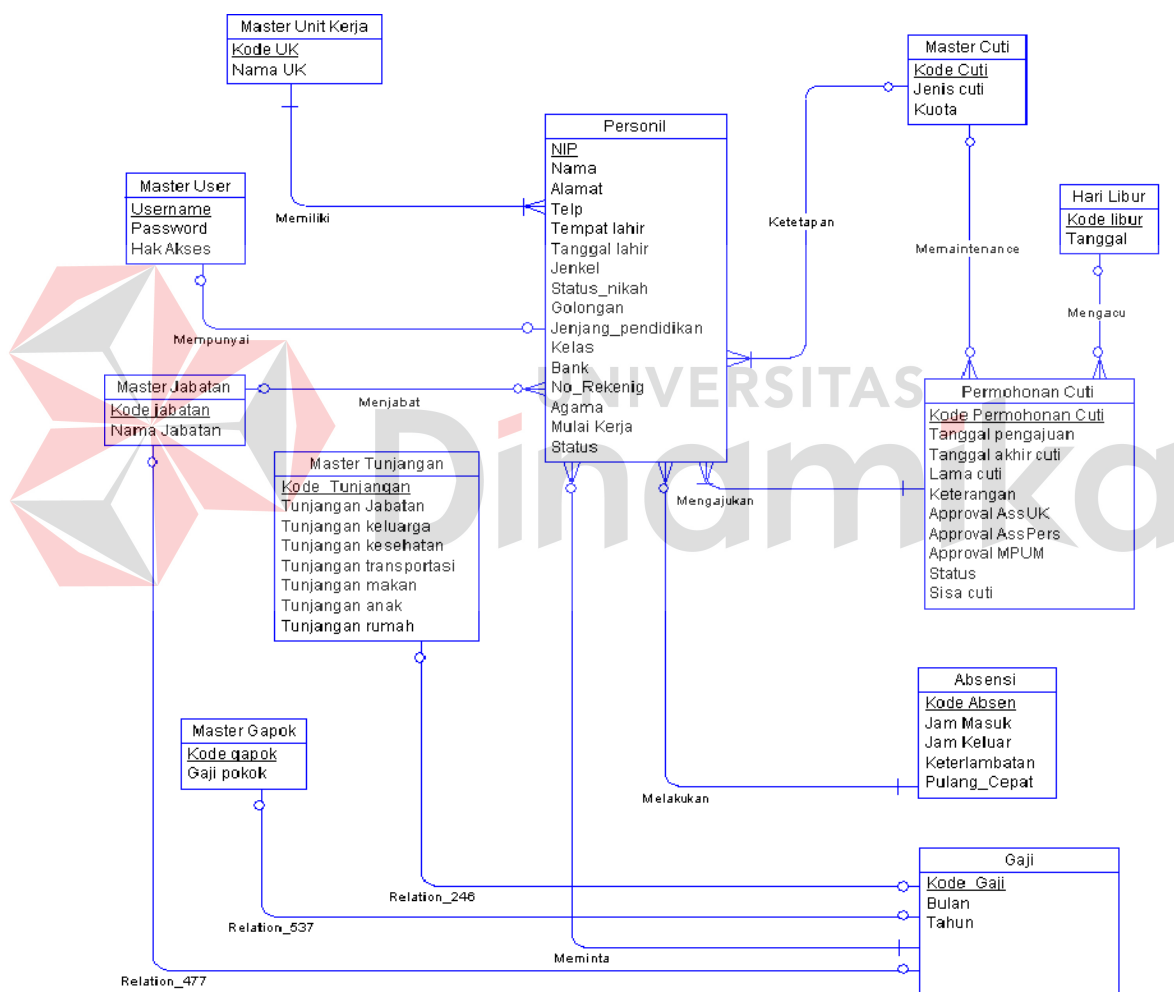 Master Unit Kerja
Kode UK
Nama UK
Master Cuti
Kode Cuti
Jenis cuti
Kuota
Personil
NIP
Nama
Alamat
Telp
Tempat lahir
Tanggal lahir
Jenkel
Status_nikah
Golongan
Jenjang_pendidikan
Kelas
Bank
No_Rekenig
Agama
Mulai Kerja
Status
Master User
Username
Password
Hak Akses
Hari Libur
Kode libur
Tanggal
Memiliki
Ketetapan
Memaintenance
Mengacu
Mempunyai
Master Jabatan
Kode jabatan
Nama Jabatan
Menjabat
UNIVERSITAS
Dinamika
Permohonan Cuti
Kode Permohonan Cuti
Tanggal pengajuan
Tanggal akhir cuti
Lama cuti
Keterangan
Approval AssUK
Approval AssPers
Approval MPUM
Status
Sisa cuti
Master Tunjangan
Kode_Tunjangan
Tunjangan Jabatan
Tunjangan keluarga
Tunjangan kesehatan
Tunjangan transportasi
Tunjangan makan
Tunjangan anak
Tunjangan rumah
Mengajukan
Absensi
Kode Absen
Jam Masuk
Jam Keluar
Keterlambatan
Pulang_Cepat
Melakukan
Master Gapok
Kode gapok
Gaji pokok
Gaji
Kode_Gaji
Bulan
Tahun
Relation_246
Relation_537
Meminta
Relation_477